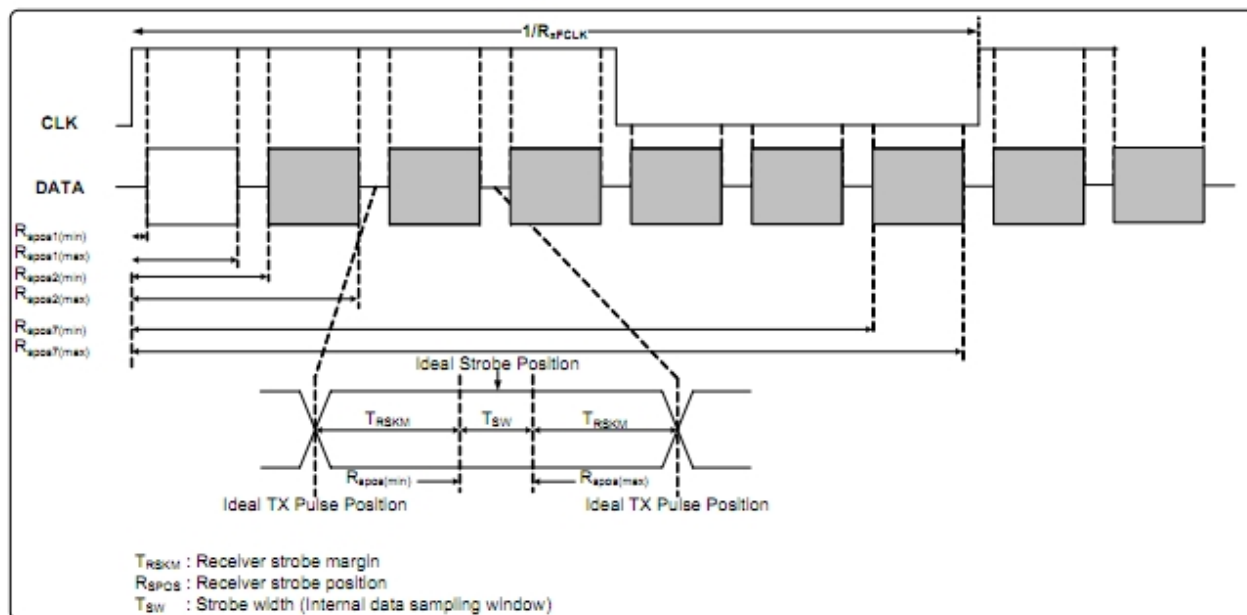 1/RxFCLK
CLK
DATA
Rspos1(min)
Rspos1(max)
Rspos2(min)
Rspos2(max)
Rspos7(min)
Rspos7(max)
Ideal Strobe Position
TRSKM TSW TRSKM
Rspos(min) Rspos(max)
Ideal TX Pulse Position Ideal TX Pulse Position
TRSKM : Receiver strobe margin
RSPOS : Receiver strobe position
TSW : Strobe width (Internal data sampling window)